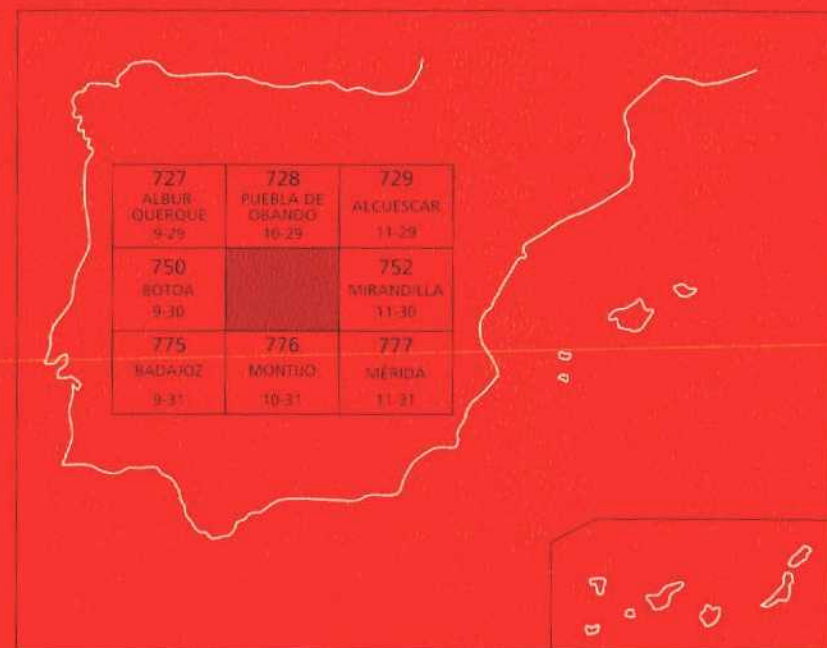 727
ALBUR-
QUERQUE
9-29
728
PUEBLA DE
OBANDO
10-29
729
ALCUESCAR
11-29
750
BOTOA
9-30
752
MIRANDILLA
11-30
775
BADAJOZ
9-31
776
MONTIJO
10-31
777
MÉRIDA
11-31